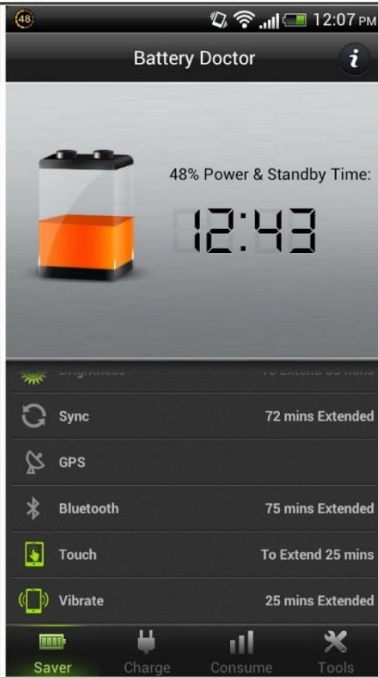 48
12:07 PM
Battery Doctor
i
48% Power & Standby Time:
12:43
Brightness
Sync 72 mins Extended
GPS
Bluetooth 75 mins Extended
Touch To Extend 25 mins
Vibrate 25 mins Extended
Saver Charge Consume Tools